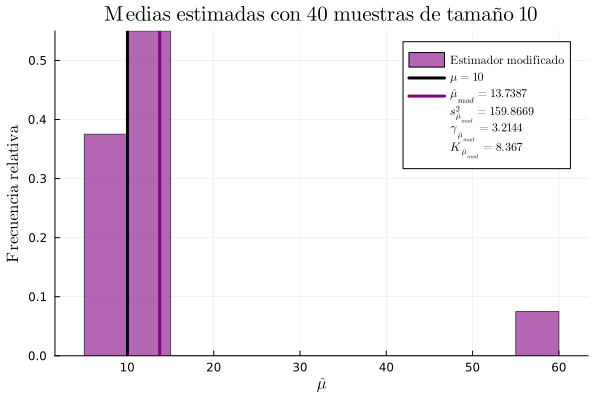 Medias estimadas con 40 muestras de tamaño 10
Frecuencia relativa
0.5
0.4
0.3
0.2
0.1
0.0
Estimador modificado
μ = 10
μ̂_mod = 13.7387
s²_μ̂_mod = 159.8669
γ_μ̂_mod = 3.2144
K_μ̂_mod = 8.367
10 20 30 40 50 60
μ̂